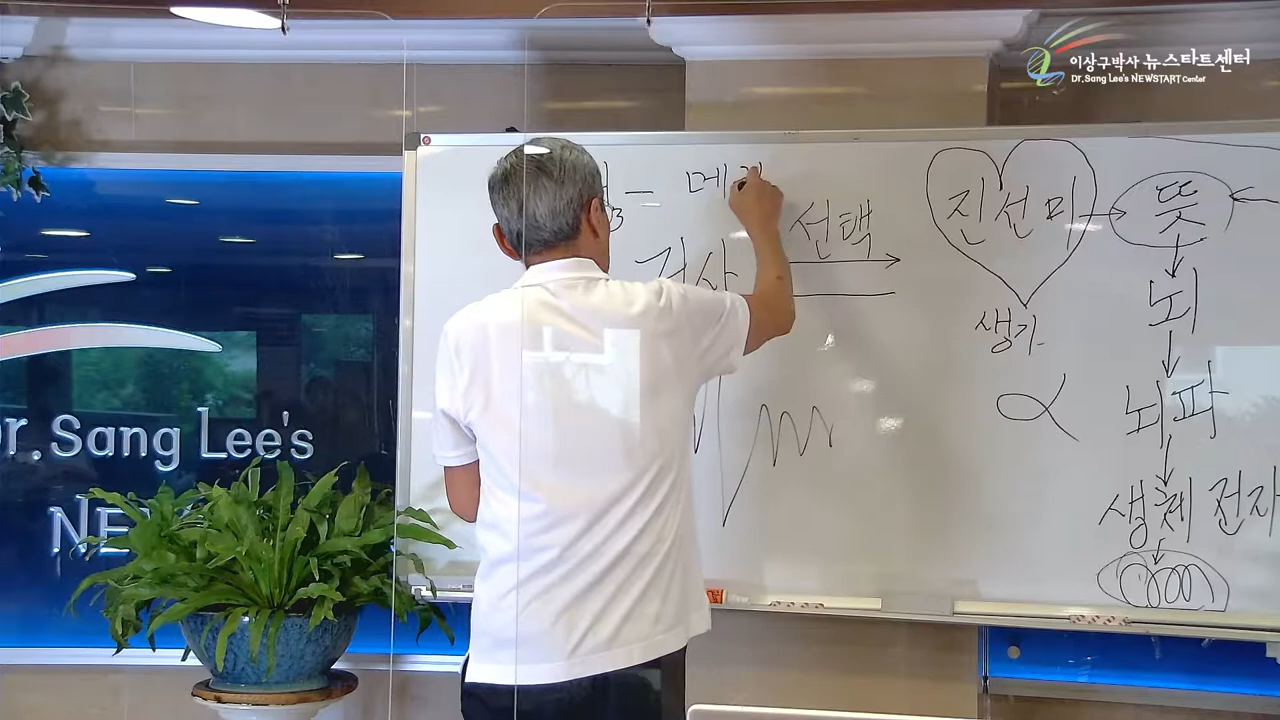 이상구박사 뉴스타트센터
Dr.Sang Lee's NEWSTART Center
= 메
감사 선택
진선미
뜻
생기
뇌
α
뇌파
생체 전자
r.Sang Lee's
NE